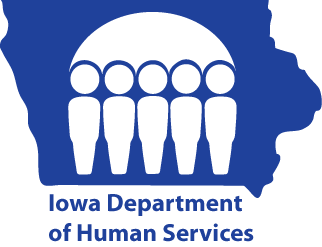 Iowa Department
of Human Services